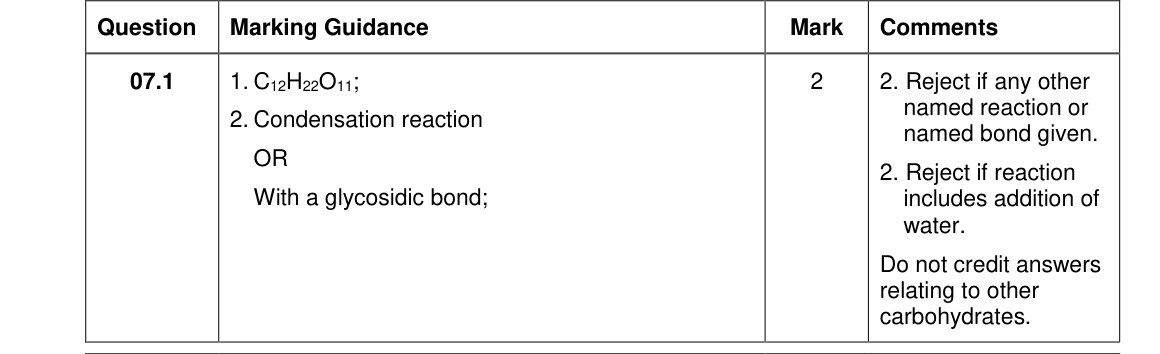 Question Marking Guidance Mark Comments
07.1 1. C₁₂H₂₂O₁₁; 2 2. Reject if any other
named reaction or
named bond given.
2. Condensation reaction
OR
With a glycosidic bond;
2. Reject if reaction
includes addition of
water.
Do not credit answers
relating to other
carbohydrates.